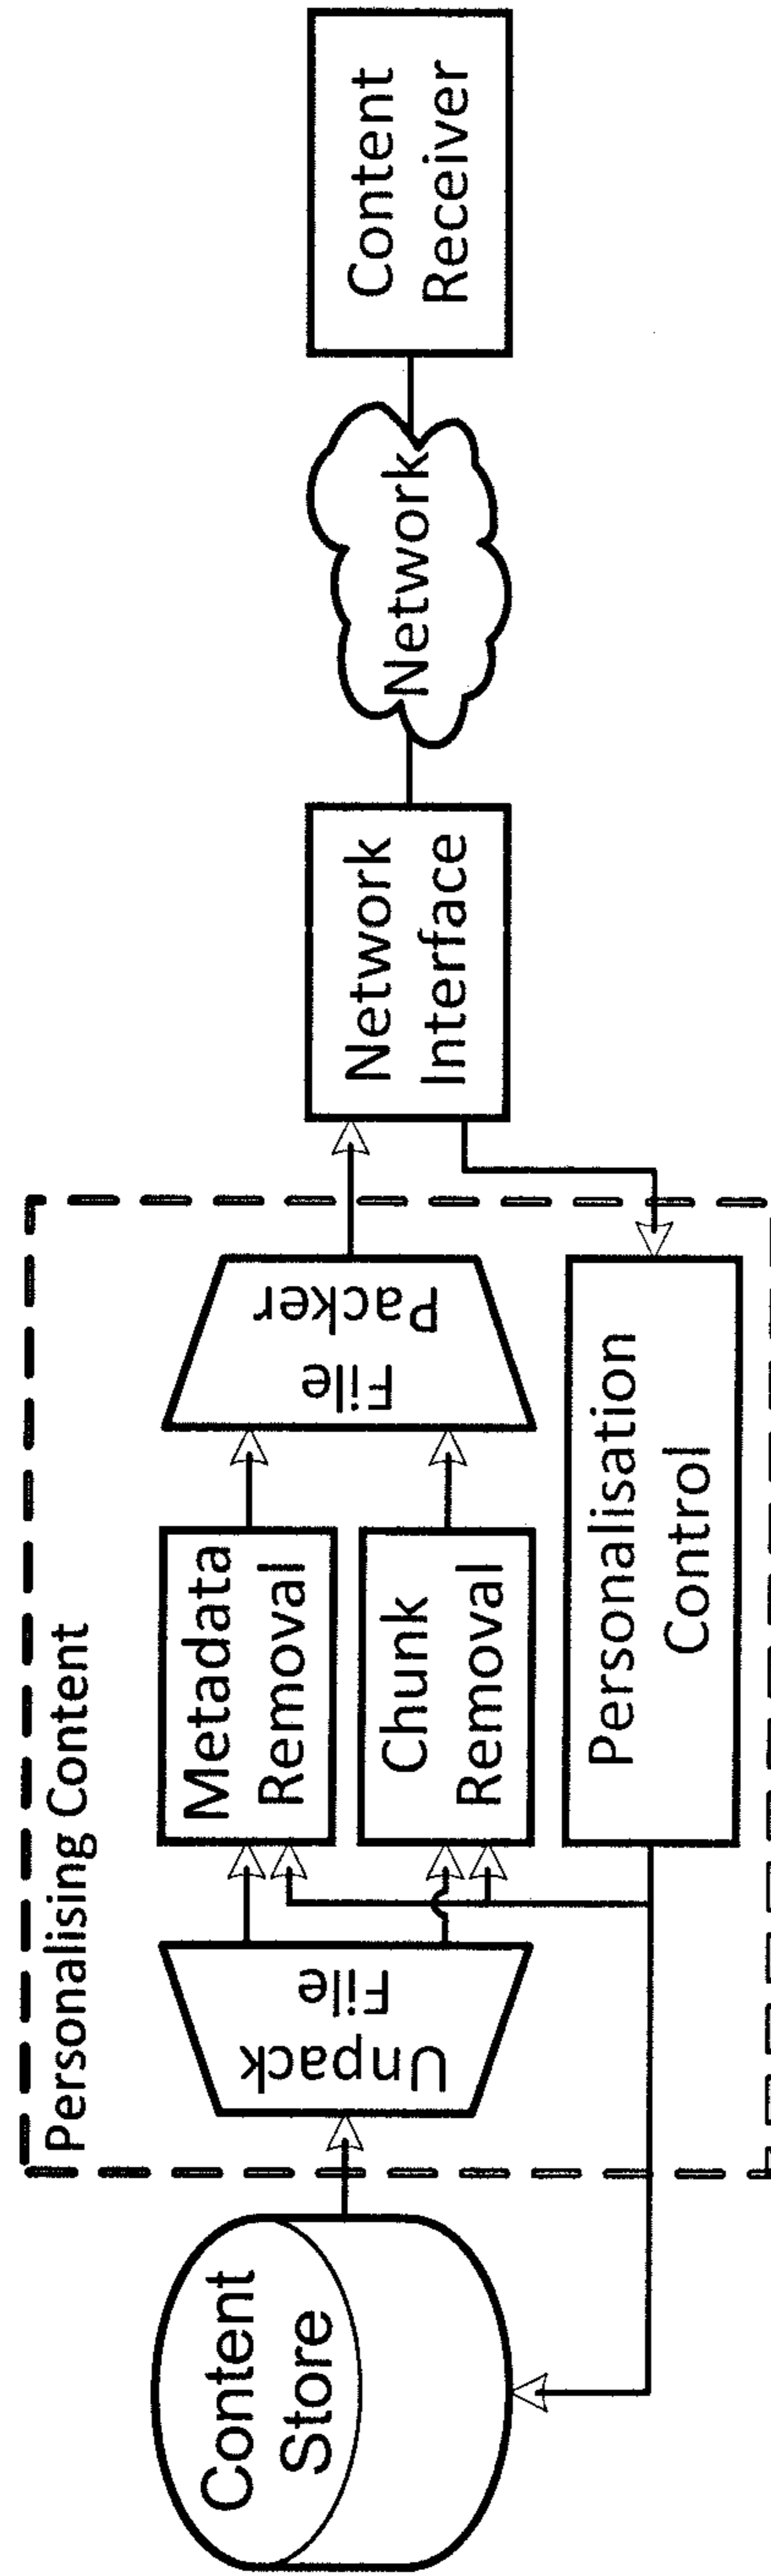 Personalising Content
Content
Store
Unpack
File
Metadata
Removal
Chunk
Removal
File
Packer
Personalisation
Control
Network
Interface
Network
Content
Receiver